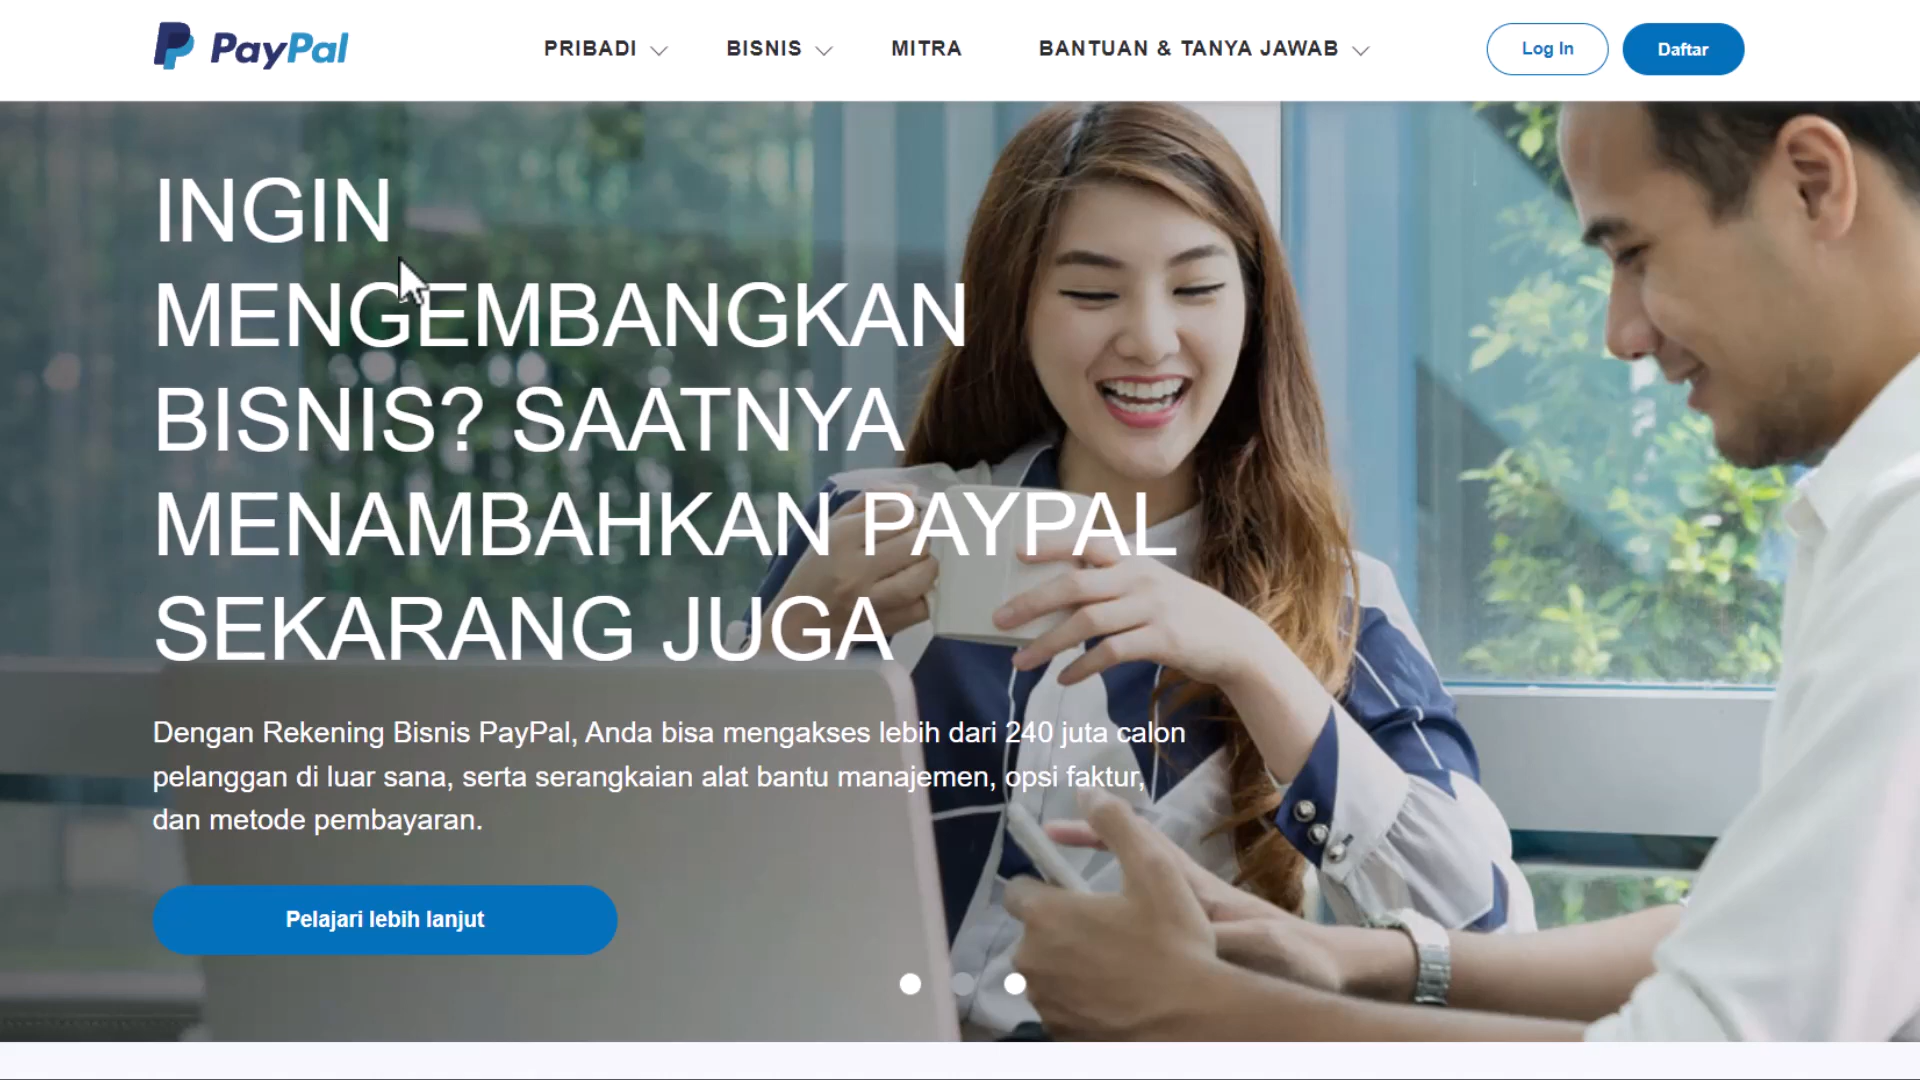 PayPal
PRIBADI
BISNIS
MITRA
BANTUAN & TANYA JAWAB
Log In
Daftar
INGIN
MENGEMBANGKAN
BISNIS? SAATNYA
MENAMBAHKAN PAYPAL
SEKARANG JUGA
Dengan Rekening Bisnis PayPal, Anda bisa mengakses lebih dari 240 juta calon
pelanggan di luar sana, serta serangkaian alat bantu manajemen, opsi faktur,
dan metode pembayaran.
Pelajari lebih lanjut